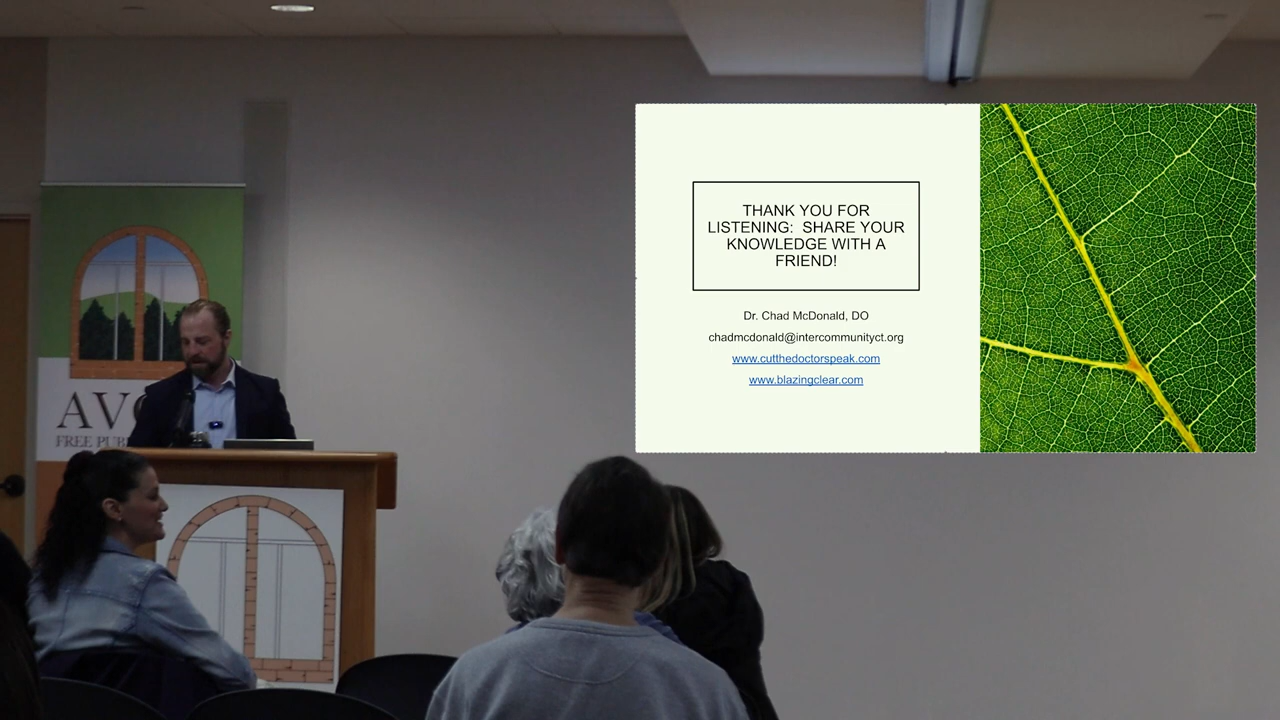 THANK YOU FOR
LISTENING: SHARE YOUR
KNOWLEDGE WITH A
FRIEND!
Dr. Chad McDonald, DO
chadmcdonald@intercommunityct.org
www.cutthedoctorspeak.com
www.blazingclear.com
FREE